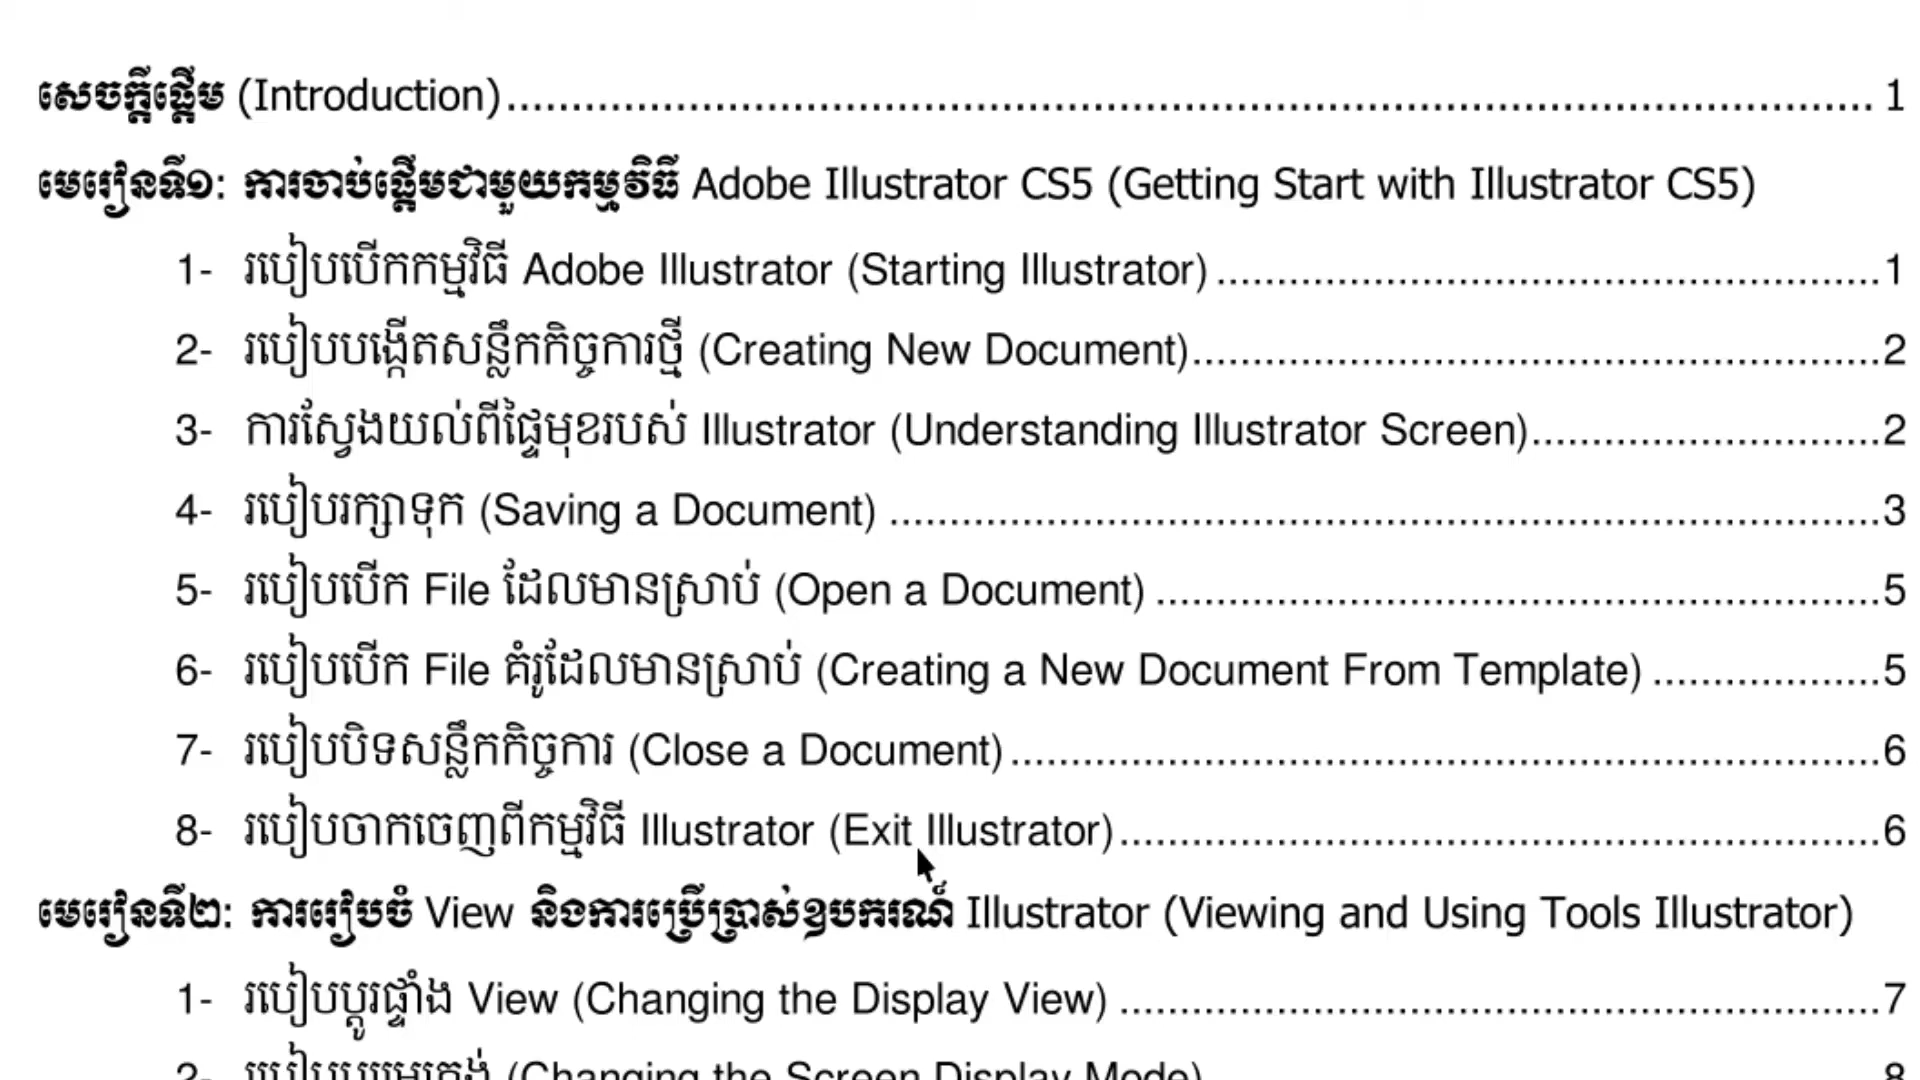 សេចក្តីផ្តើម (Introduction)........................................................................................................ 1
មេរៀនទី១: ការចាប់ផ្តើមជាមួយកម្មវិធី Adobe Illustrator CS5 (Getting Start with Illustrator CS5)
1- របៀបបើកកម្មវិធី Adobe Illustrator (Starting Illustrator) .......................................................1
2- របៀបបង្កើតសន្លឹកកិច្ចការថ្មី (Creating New Document).........................................................2
3- ការស្វែងយល់ពីផ្ទៃមុខរបស់ Illustrator (Understanding Illustrator Screen).............................2
4- របៀបរក្សាទុក (Saving a Document) ..................................................................................3
5- របៀបបើក File ដែលមានស្រាប់ (Open a Document) ............................................................5
6- របៀបបើក File គំរូដែលមានស្រាប់ (Creating a New Document From Template) ...................5
7- របៀបបិទសន្លឹកកិច្ចការ (Close a Document)........................................................................6
8- របៀបចាកចេញពីកម្មវិធី Illustrator (Exit Illustrator)...............................................................6
មេរៀនទី២: ការរៀបចំ View និងការប្រើប្រាស់ឧបករណ៍ Illustrator (Viewing and Using Tools Illustrator)
1- របៀបប្តូរផ្ទាំង View (Changing the Display View) ...............................................................7
2- (Changing the Screen Display Mode) 8